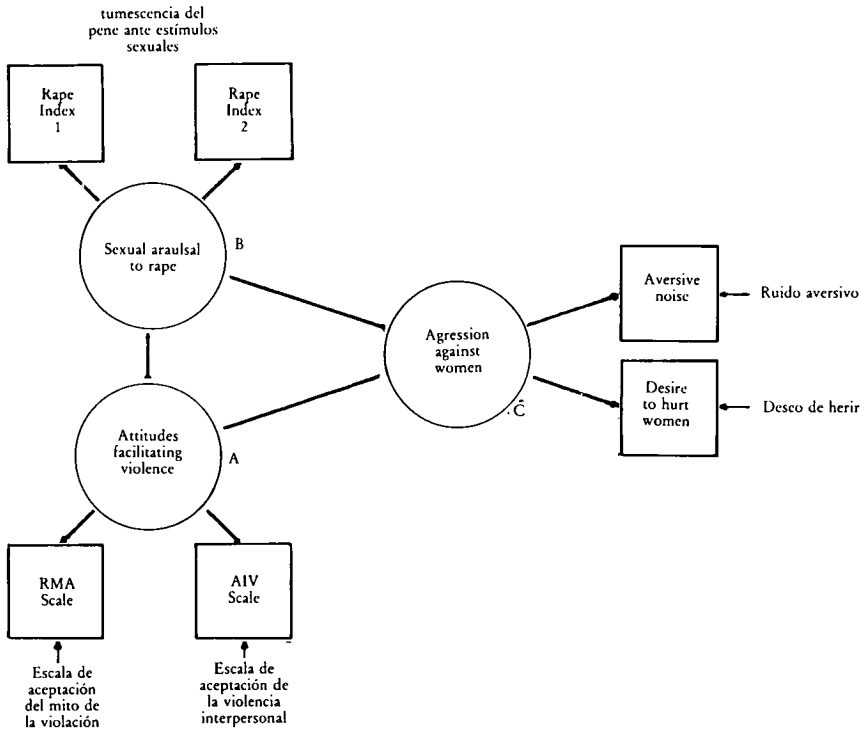 tumescencia del
pene ante estímulos
sexuales
Rape
Index
1
Rape
Index
2
Sexual araulsal
to rape
B
Agression
against
women
C
Aversive
noise
Ruido aversivo
Desire
to hurt
women
Deseo de herir
Attitudes
facilitating
violence
A
RMA
Scale
AIV
Scale
Escala de
aceptación
del mito de
la violación
Escala de
aceptación de
la violencia
interpersonal